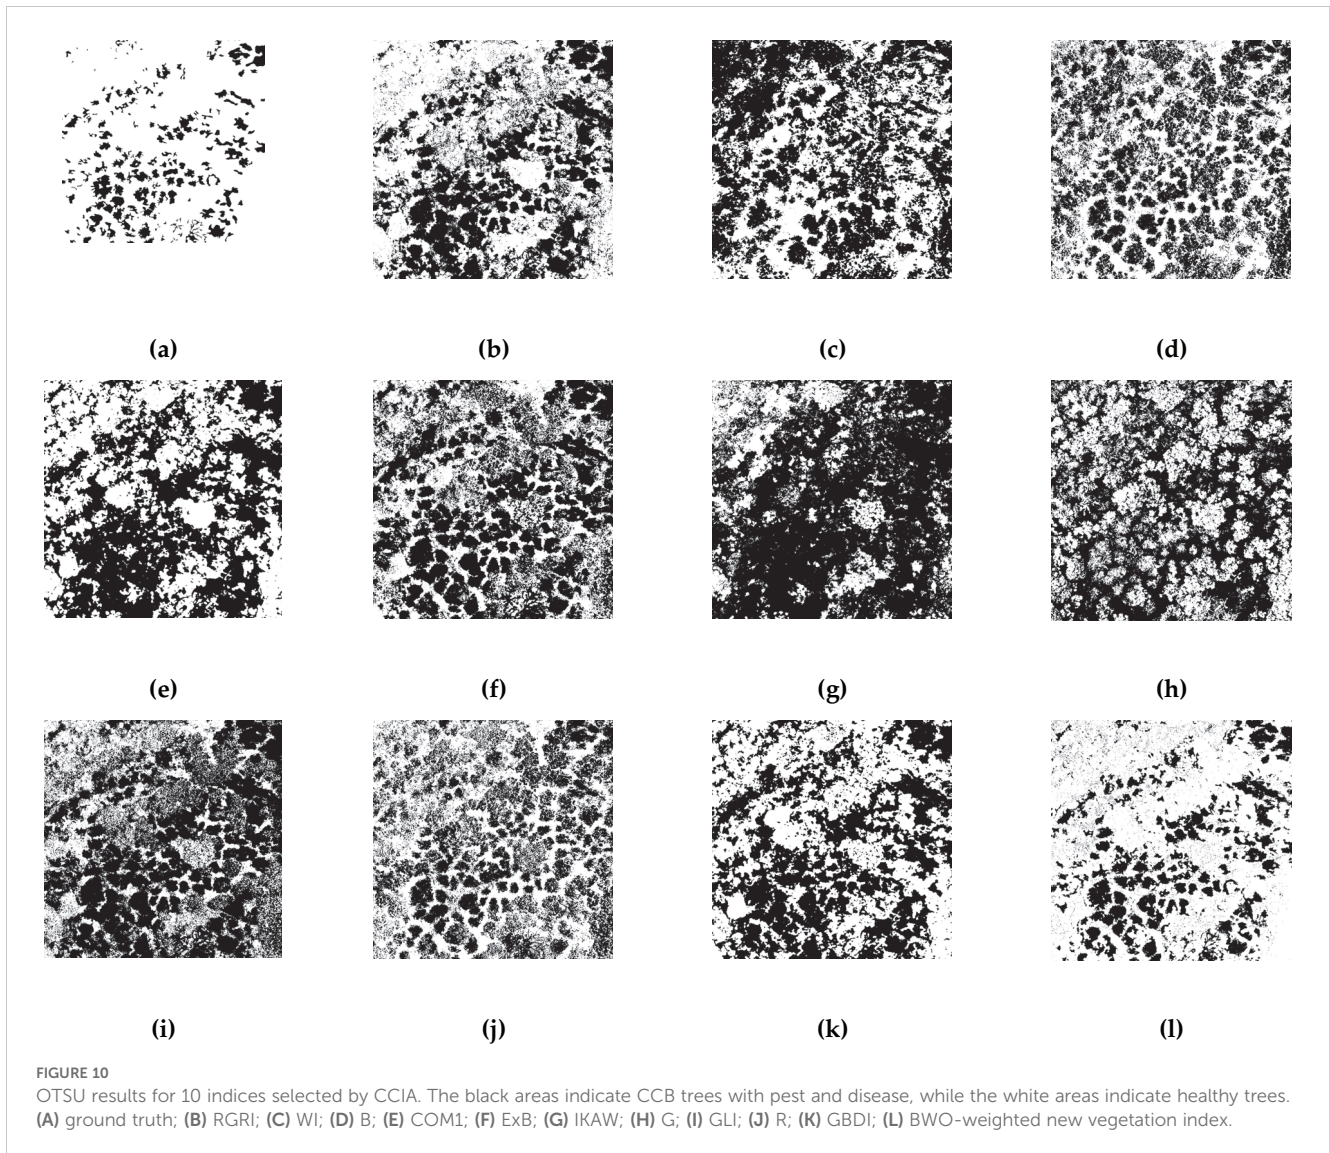 (a) (b) (c) (d)
(e) (f) (g) (h)
(i) (j) (k) (l)
FIGURE 10
OTSU results for 10 indices selected by CCIA. The black areas indicate CCB trees with pest and disease, while the white areas indicate healthy trees.
(A) ground truth; (B) RGRI; (C) WI; (D) B; (E) COM1; (F) ExB; (G) IKAW; (H) G; (I) GLI; (J) R; (K) GBDI; (L) BWO-weighted new vegetation index.